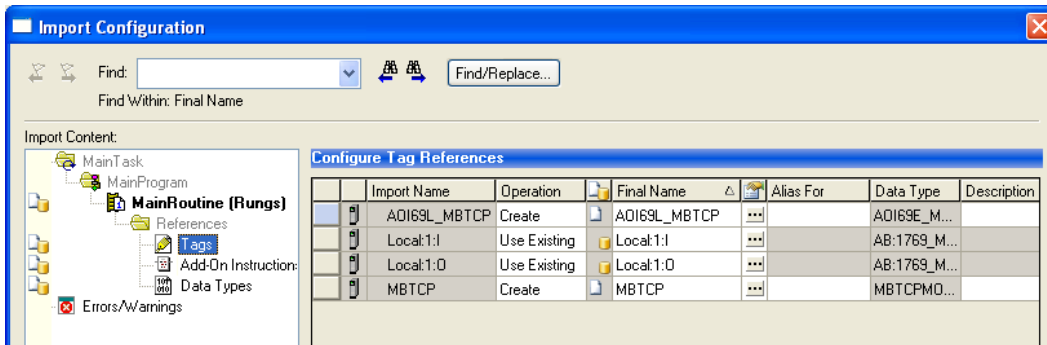 Import Configuration
Find:
Find/Replace...
Find Within: Final Name
Import Content:
MainTask
MainProgram
MainRoutine (Rungs)
References
Tags
Add-On Instruction:
Data Types
Errors/Warnings
Configure Tag References
Import Name Operation Final Name Alias For Data Type Description
AOI69L_MBTCP Create AOI69L_MBTCP ... AOI69E_M...
Local:1:I Use Existing Local:1:I ... AB:1769_M...
Local:1:O Use Existing Local:1:O ... AB:1769_M...
MBTCP Create MBTCP ... MBTCPMO...